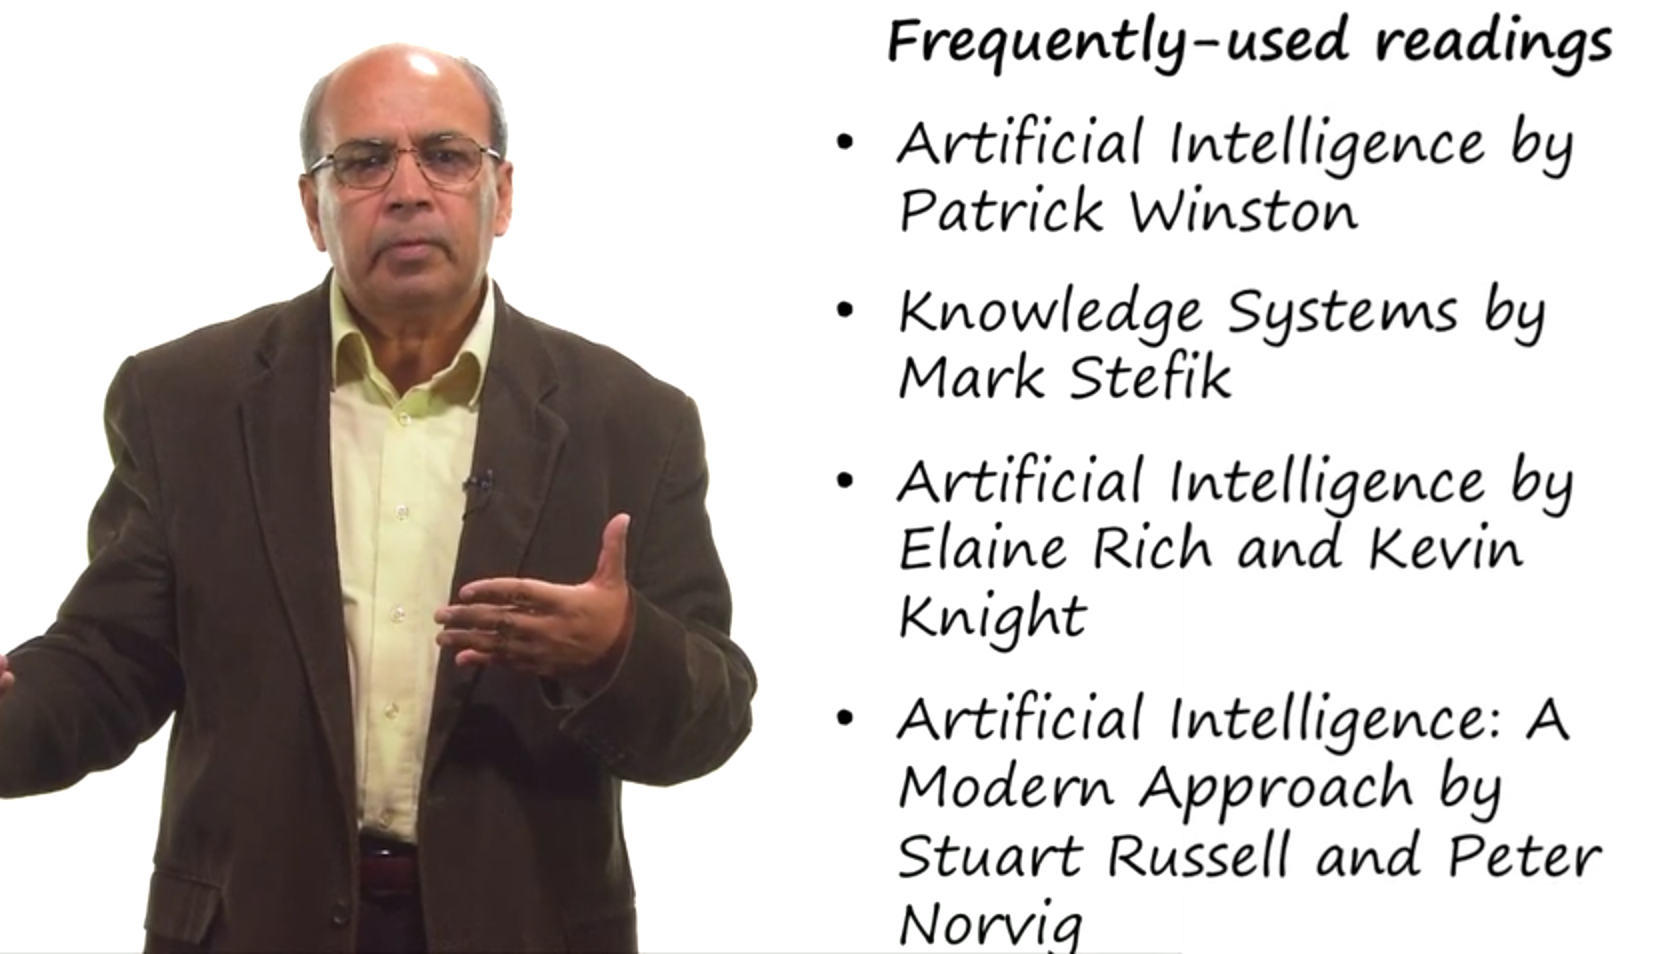 Frequently-used readings
• Artificial Intelligence by
Patrick Winston
• Knowledge Systems by
Mark Stefik
• Artificial Intelligence by
Elaine Rich and Kevin
Knight
• Artificial Intelligence: A
Modern Approach by
Stuart Russell and Peter
Norvig